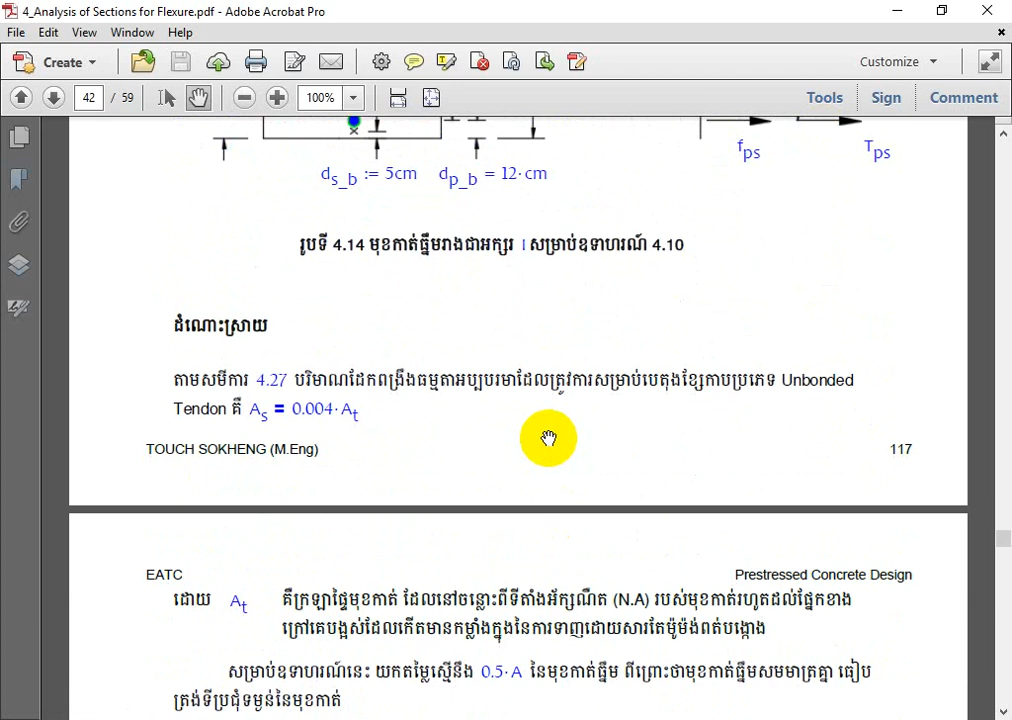 4_Analysis of Sections for Flexure.pdf - Adobe Acrobat Pro
File Edit View Window Help
Create Customize
42 / 59 100% Tools Sign Comment
fps Tps
ds_b := 5cm dp_b = 12·cm
រូបទី 4.14 មុខកាត់ធ្នឹមរាងជាអក្សរ I សម្រាប់ឧទាហរណ៍ 4.10
ដំណោះស្រាយ
តាមសមីការ 4.27 បរិមាណដែកពង្រឹងធម្មតាអប្បបរមាដែលត្រូវការសម្រាប់បេតុងខ្សែកាបប្រភេទ Unbonded
Tendon គឺ As = 0.004·At
TOUCH SOKHENG (M.Eng) 117
EATC Prestressed Concrete Design
ដោយ At គឺក្រឡាផ្ទៃមុខកាត់ ដែលនៅចន្លោះពីទីតាំងអ័ក្សណឺត (N.A) របស់មុខកាត់រហូតដល់ផ្នែកខាង
ក្រៅគេបង្អស់ដែលកើតមានកម្លាំងក្នុងនៃការទាញដោយសារតែម៉ូម៉ង់ពត់បង្កោង
សម្រាប់ឧទាហរណ៍នេះ យកតម្លៃស្មើនឹង 0.5·A នៃមុខកាត់ធ្នឹម ពីព្រោះថាមុខកាត់ធ្នឹមសមមាត្រគ្នា ធៀប
ត្រង់ទីប្រជុំទម្ងន់នៃមុខកាត់